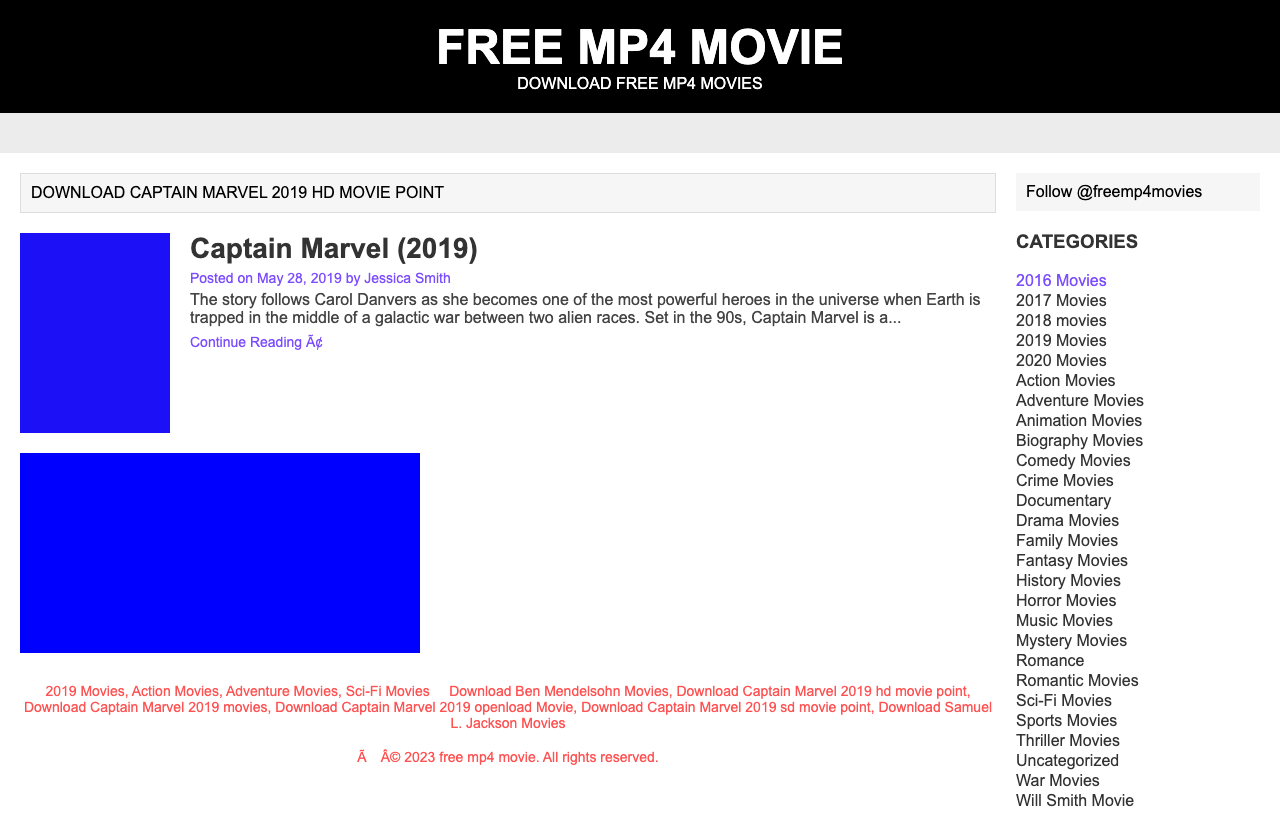 FREE MP4 MOVIE
DOWNLOAD FREE MP4 MOVIES
DOWNLOAD CAPTAIN MARVEL 2019 HD MOVIE POINT
Captain Marvel (2019)
Posted on May 28, 2019 by Jessica Smith
The story follows Carol Danvers as she becomes one of the most powerful heroes in the universe when Earth is
trapped in the middle of a galactic war between two alien races. Set in the 90s, Captain Marvel is a...
Continue Reading Ã¢
2019 Movies, Action Movies, Adventure Movies, Sci-Fi Movies Download Ben Mendelsohn Movies, Download Captain Marvel 2019 hd movie point,
Download Captain Marvel 2019 movies, Download Captain Marvel 2019 openload Movie, Download Captain Marvel 2019 sd movie point, Download Samuel
L. Jackson Movies
Ã Â© 2023 free mp4 movie. All rights reserved.
Follow @freemp4movies
CATEGORIES
2016 Movies
2017 Movies
2018 movies
2019 Movies
2020 Movies
Action Movies
Adventure Movies
Animation Movies
Biography Movies
Comedy Movies
Crime Movies
Documentary
Drama Movies
Family Movies
Fantasy Movies
History Movies
Horror Movies
Music Movies
Mystery Movies
Romance
Romantic Movies
Sci-Fi Movies
Sports Movies
Thriller Movies
Uncategorized
War Movies
Will Smith Movie